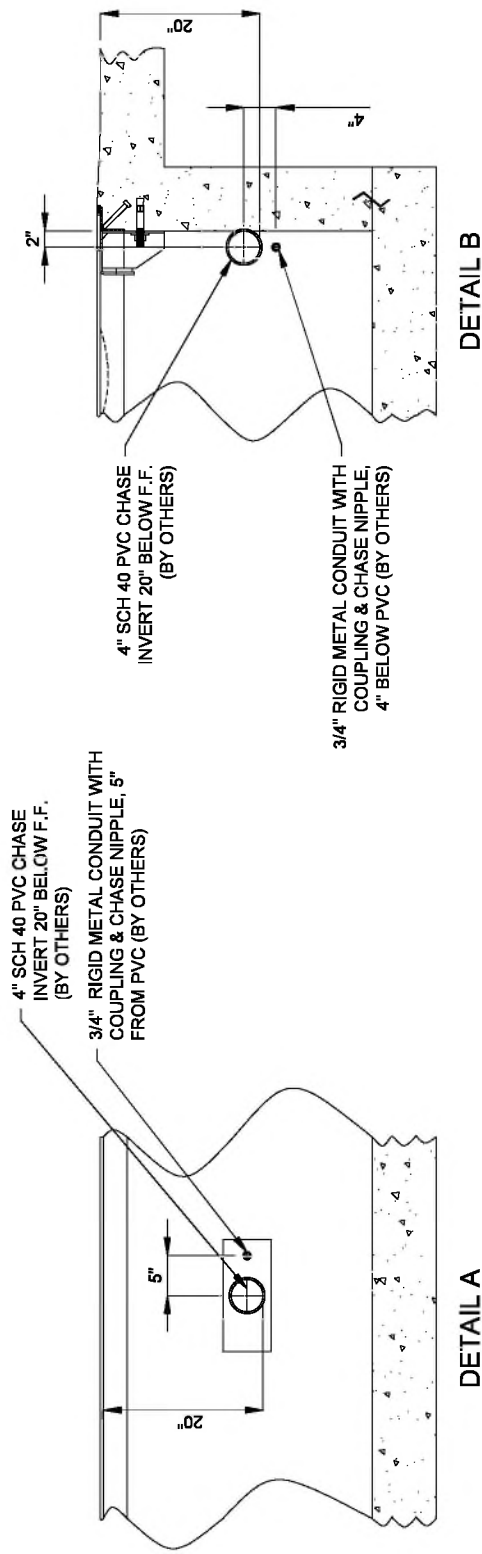 4" SCH 40 PVC CHASE
INVERT 20" BELOW F.F.
(BY OTHERS)
3/4" RIGID METAL CONDUIT WITH
COUPLING & CHASE NIPPLE, 5"
FROM PVC (BY OTHERS)
5"
20"
DETAIL A
4" SCH 40 PVC CHASE
INVERT 20" BELOW F.F.
(BY OTHERS)
3/4" RIGID METAL CONDUIT WITH
COUPLING & CHASE NIPPLE,
4" BELOW PVC (BY OTHERS)
2"
20"
4"
DETAIL B